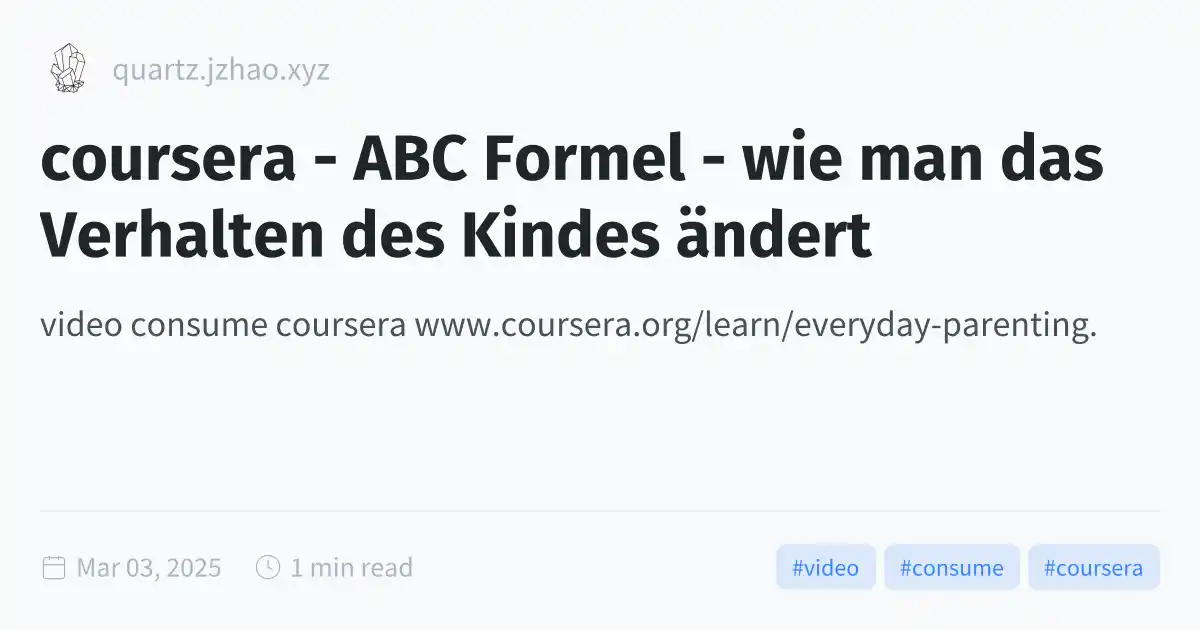 quartz.jzhao.xyz
coursera - ABC Formel - wie man das
Verhalten des Kindes ändert
video consume coursera www.coursera.org/learn/everyday-parenting.
Mar 03, 2025 1 min read #video #consume #coursera